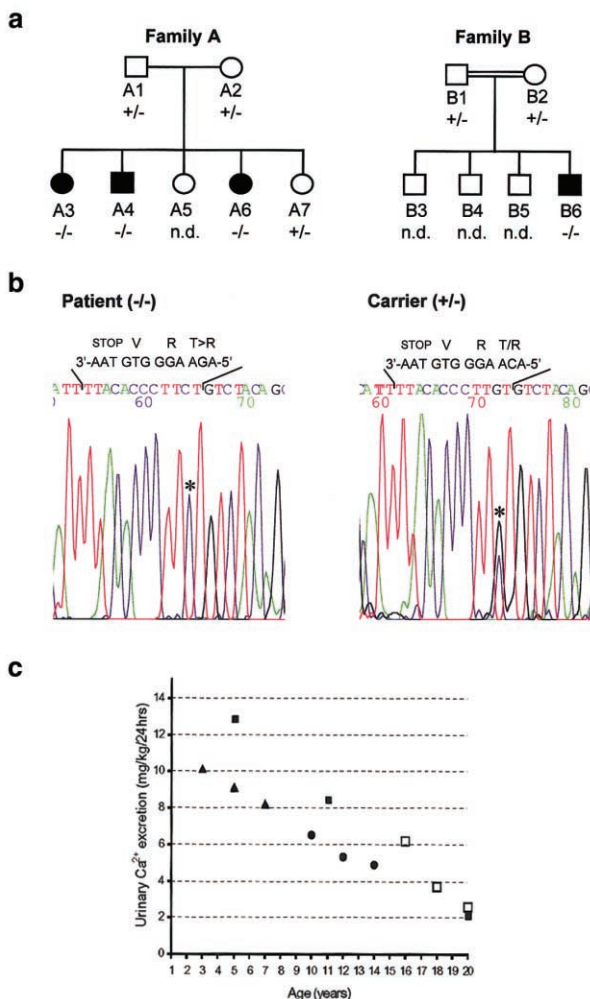 a
Family A
Family B
A1 A2
+/- +/-
B1 B2
+/- +/-
A3 A4 A5 A6 A7
-/- -/- n.d. -/- +/-
B3 B4 B5 B6
n.d. n.d. n.d. -/-
b
Patient (-/-)
STOP V R T>R
3'-AAT GTG GGA AGA-5'
ATTTTACACCCTTCTGTCTACAGC
60 70
*
Carrier (+/-)
STOP V R T/R
3'-AAT GTG GGA ACA-5'
CATTTTACACCCTTGTGTCTACAGC
60 70 80
*
c
Urinary Ca²⁺ excretion (mg/kg/24hrs)
14
12
10
8
6
4
2
0
1 2 3 4 5 6 7 8 9 10 11 12 13 14 15 16 17 18 19 20
Age (years)